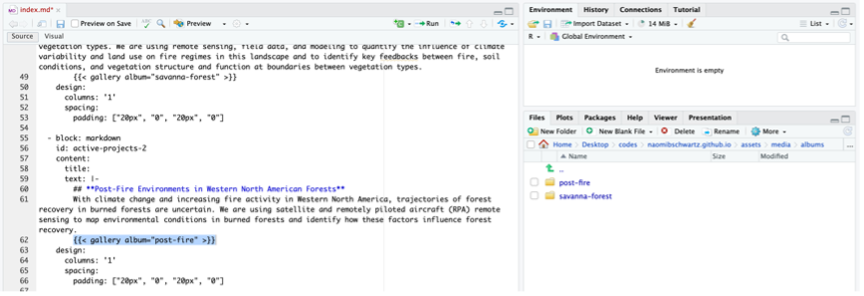 index.md*
Preview on Save
Preview
Run
Source
Visual
vegetation types. We are using remote sensing, field data, and modeling to quantify the influence of climate
variability and land use on fire regimes in this landscape and to identify key feedbacks between fire, soil
conditions, and vegetation structure and function at boundaries between vegetation types.
49 {{< gallery album="savanna-forest" >}}
50 design:
51 columns: '1'
52 spacing:
53 padding: ["20px", "0", "20px", "0"]
54
55 - block: markdown
56 id: active-projects-2
57 content:
58 title:
59 text: |-
60 ## **Post-Fire Environments in Western North American Forests**
61 With climate change and increasing fire activity in Western North America, trajectories of forest
recovery in burned forests are uncertain. We are using satellite and remotely piloted aircraft (RPA) remote
sensing to map environmental conditions in burned forests and identify how these factors influence forest
recovery.
62 {{< gallery album="post-fire" >}}
63 design:
64 columns: '1'
65 spacing:
66 padding: ["20px", "0", "20px", "0"]
67
Environment History Connections Tutorial
Import Dataset 14 MiB List
R Global Environment
Environment is empty
Files Plots Packages Help Viewer Presentation
New Folder New Blank File Delete Rename More
Home Desktop codes naomibschwartz.github.io assets media albums ...
Name Size Modified
..
post-fire
savanna-forest